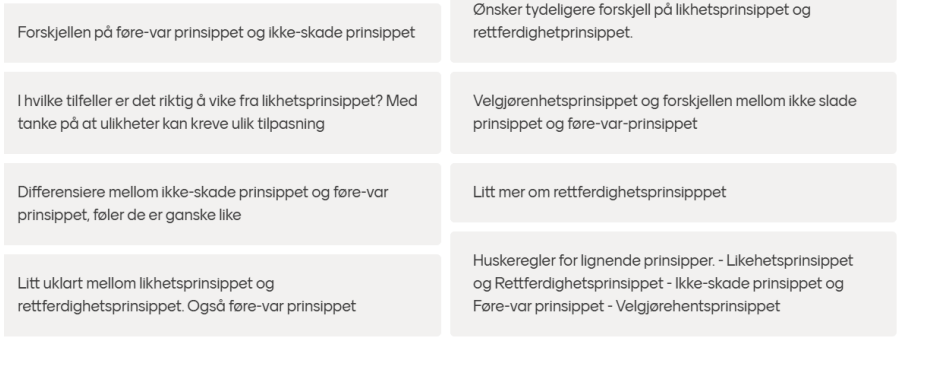 Forskjellen på føre-var prinsippet og ikke-skade prinsippet
I hvilke tilfeller er det riktig å vike fra likhetsprinsippet? Med
tanke på at ulikheter kan kreve ulik tilpasning
Differensiere mellom ikke-skade prinsippet og føre-var
prinsippet, føler de er ganske like
Litt uklart mellom likhetsprinsippet og
rettferdighetsprinsippet. Også føre-var prinsippet
Ønsker tydeligere forskjell på likhetsprinsippet og
rettferdighetprinsippet.
Velgjørenhetsprinsippet og forskjellen mellom ikke slade
prinsippet og føre-var-prinsippet
Litt mer om rettferdighetsprinsipppet
Huskeregler for lignende prinsipper. - Likehetsprinsippet
og Rettferdighetsprinsippet - Ikke-skade prinsippet og
Føre-var prinsippet - Velgjørehentsprinsippet